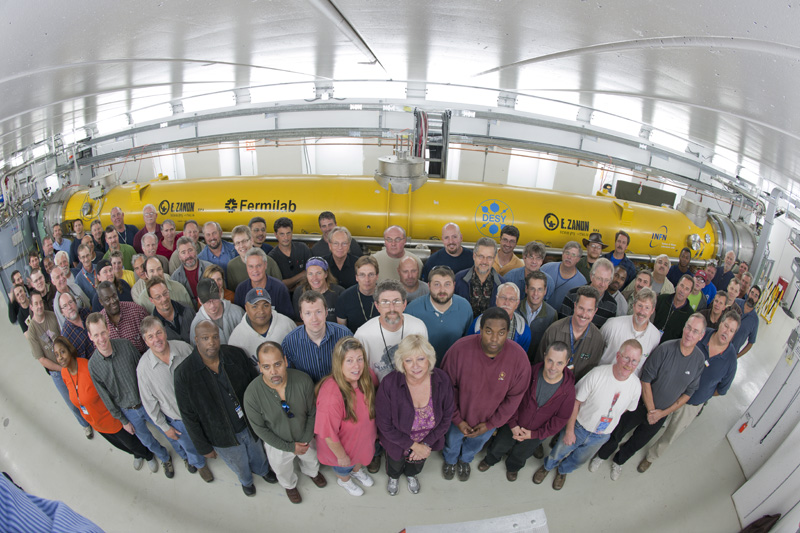 E. ZANON
Fermilab
DESY
E. ZANON
INFN